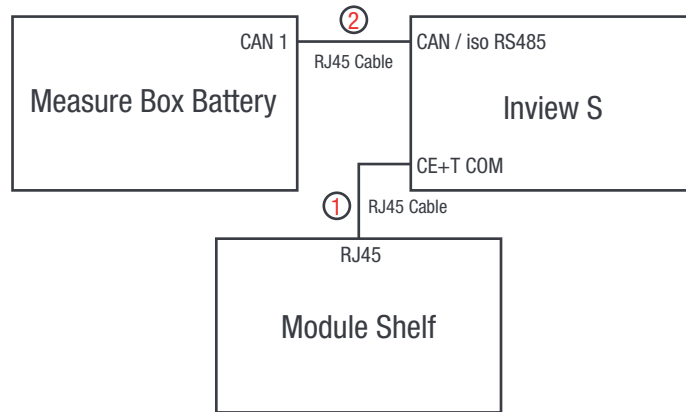 2
CAN 1
CAN / iso RS485
RJ45 Cable
Measure Box Battery
Inview S
CE+T COM
1
RJ45 Cable
RJ45
Module Shelf